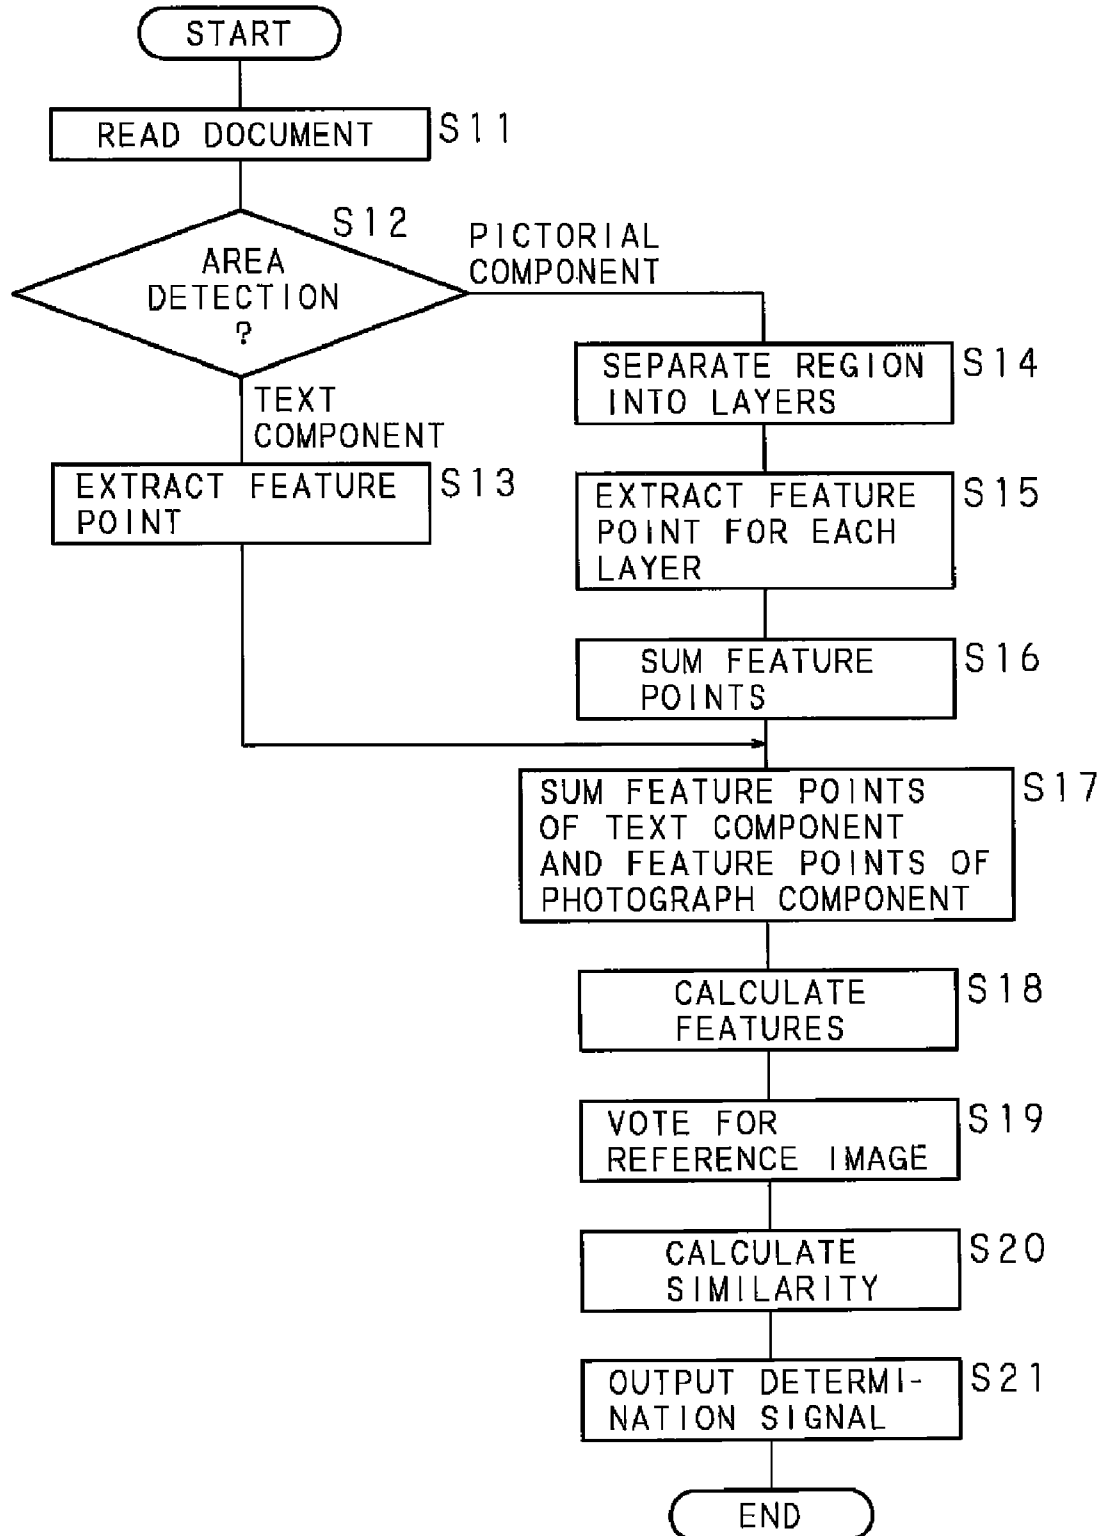 START
READ DOCUMENT
S11
S12
AREA
DETECTION
?
PICTORIAL
COMPONENT
TEXT
COMPONENT
EXTRACT FEATURE
POINT
S13
SEPARATE REGION
INTO LAYERS
S14
EXTRACT FEATURE
POINT FOR EACH
LAYER
S15
SUM FEATURE
POINTS
S16
SUM FEATURE POINTS
OF TEXT COMPONENT
AND FEATURE POINTS OF
PHOTOGRAPH COMPONENT
S17
CALCULATE
FEATURES
S18
VOTE FOR
REFERENCE IMAGE
S19
CALCULATE
SIMILARITY
S20
OUTPUT DETERMI-
NATION SIGNAL
S21
END